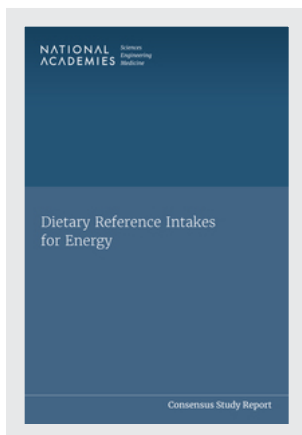 NATIONAL
ACADEMIES
Sciences
Engineering
Medicine
Dietary Reference Intakes
for Energy
Consensus Study Report